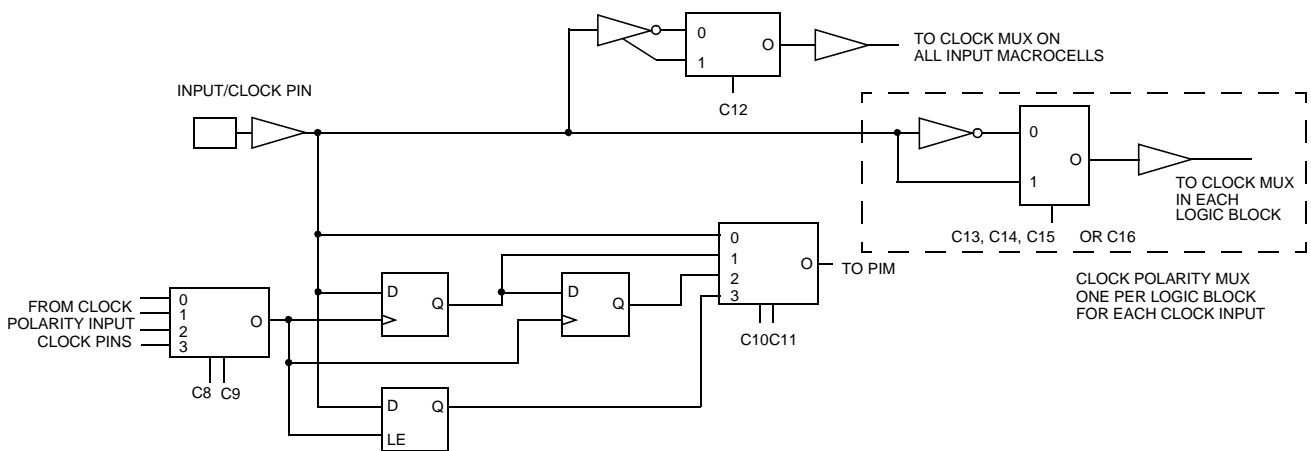 0
O
1
TO CLOCK MUX ON
ALL INPUT MACROCELLS
C12
INPUT/CLOCK PIN
0
O
1
TO CLOCK MUX
IN EACH
LOGIC BLOCK
C13, C14, C15 OR C16
CLOCK POLARITY MUX
ONE PER LOGIC BLOCK
FOR EACH CLOCK INPUT
0
1
2
3
O
TO PIM
C10C11
D
Q
D
Q
FROM CLOCK
POLARITY INPUT
CLOCK PINS
0
1
2
3
O
C8 C9
D
Q
LE